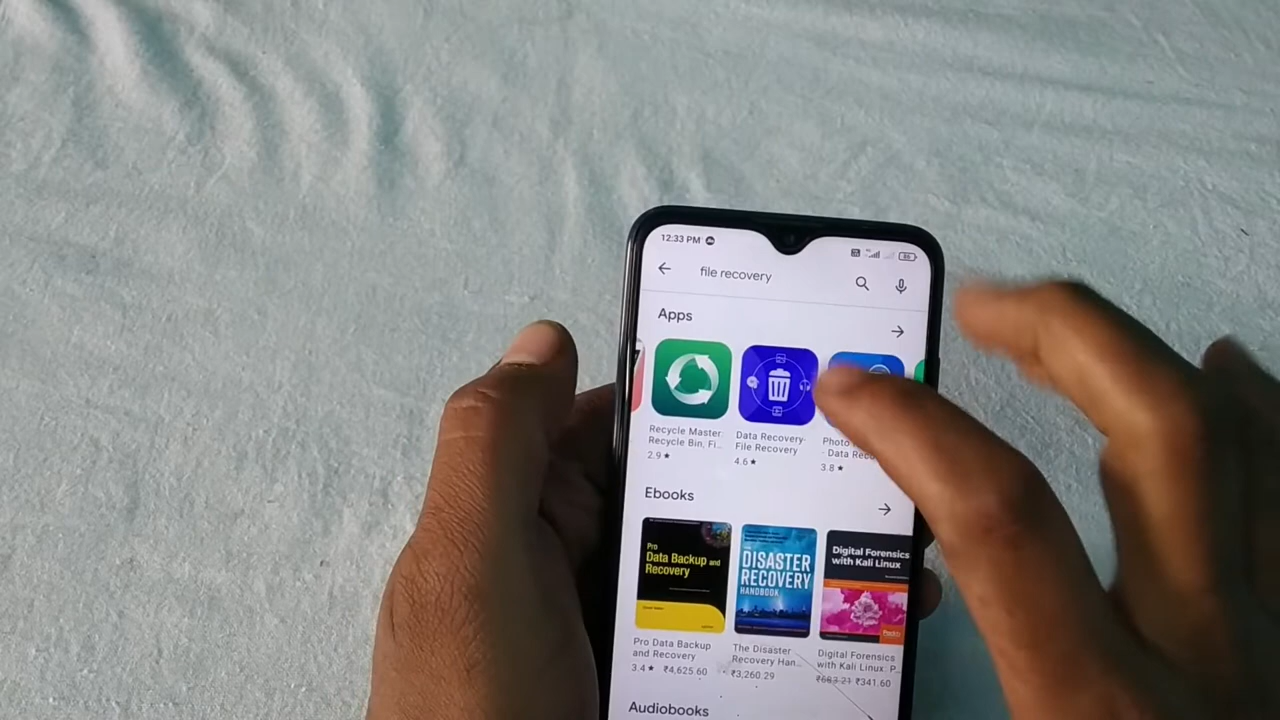 12:33 PM
86
file recovery
Apps
Recycle Master:
Recycle Bin, Fi...
2.9 ★
Data Recovery-
File Recovery
4.6 ★
Photo
- Data Reco
3.8 ★
Ebooks
Pro
Data Backup and
Recovery
DISASTER
RECOVERY
HANDBOOK
Digital Forensics
with Kali Linux
Packt
Pro Data Backup
and Recovery
3.4 ★ ₹4,625.60
The Disaster
Recovery Han...
₹3,260.29
Digital Forensics
with Kali Linux: P...
₹683.21 ₹341.60
Audiobooks